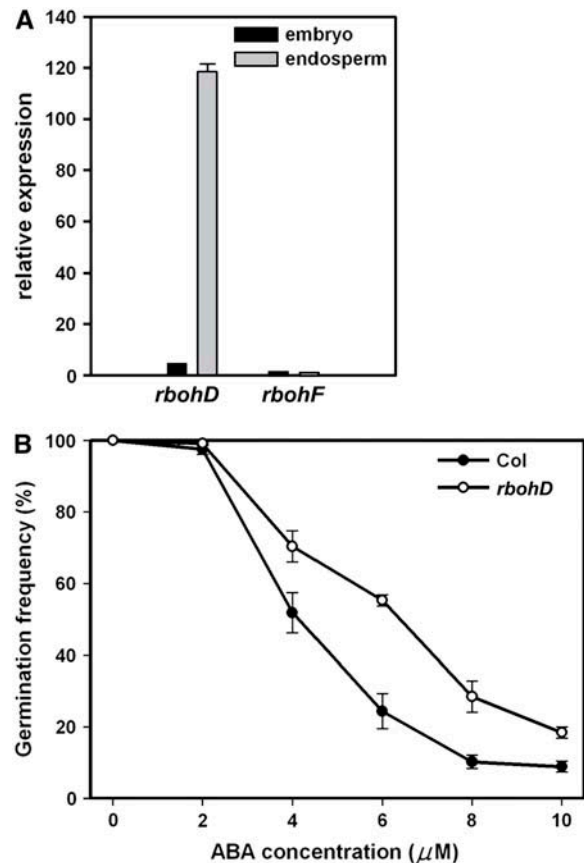 A
embryo
endosperm
relative expression
140
120
100
80
60
40
20
0
rbohD rbohF
B
Col
rbohD
Germination frequency (%)
100
80
60
40
20
0
0 2 4 6 8 10
ABA concentration (μM)